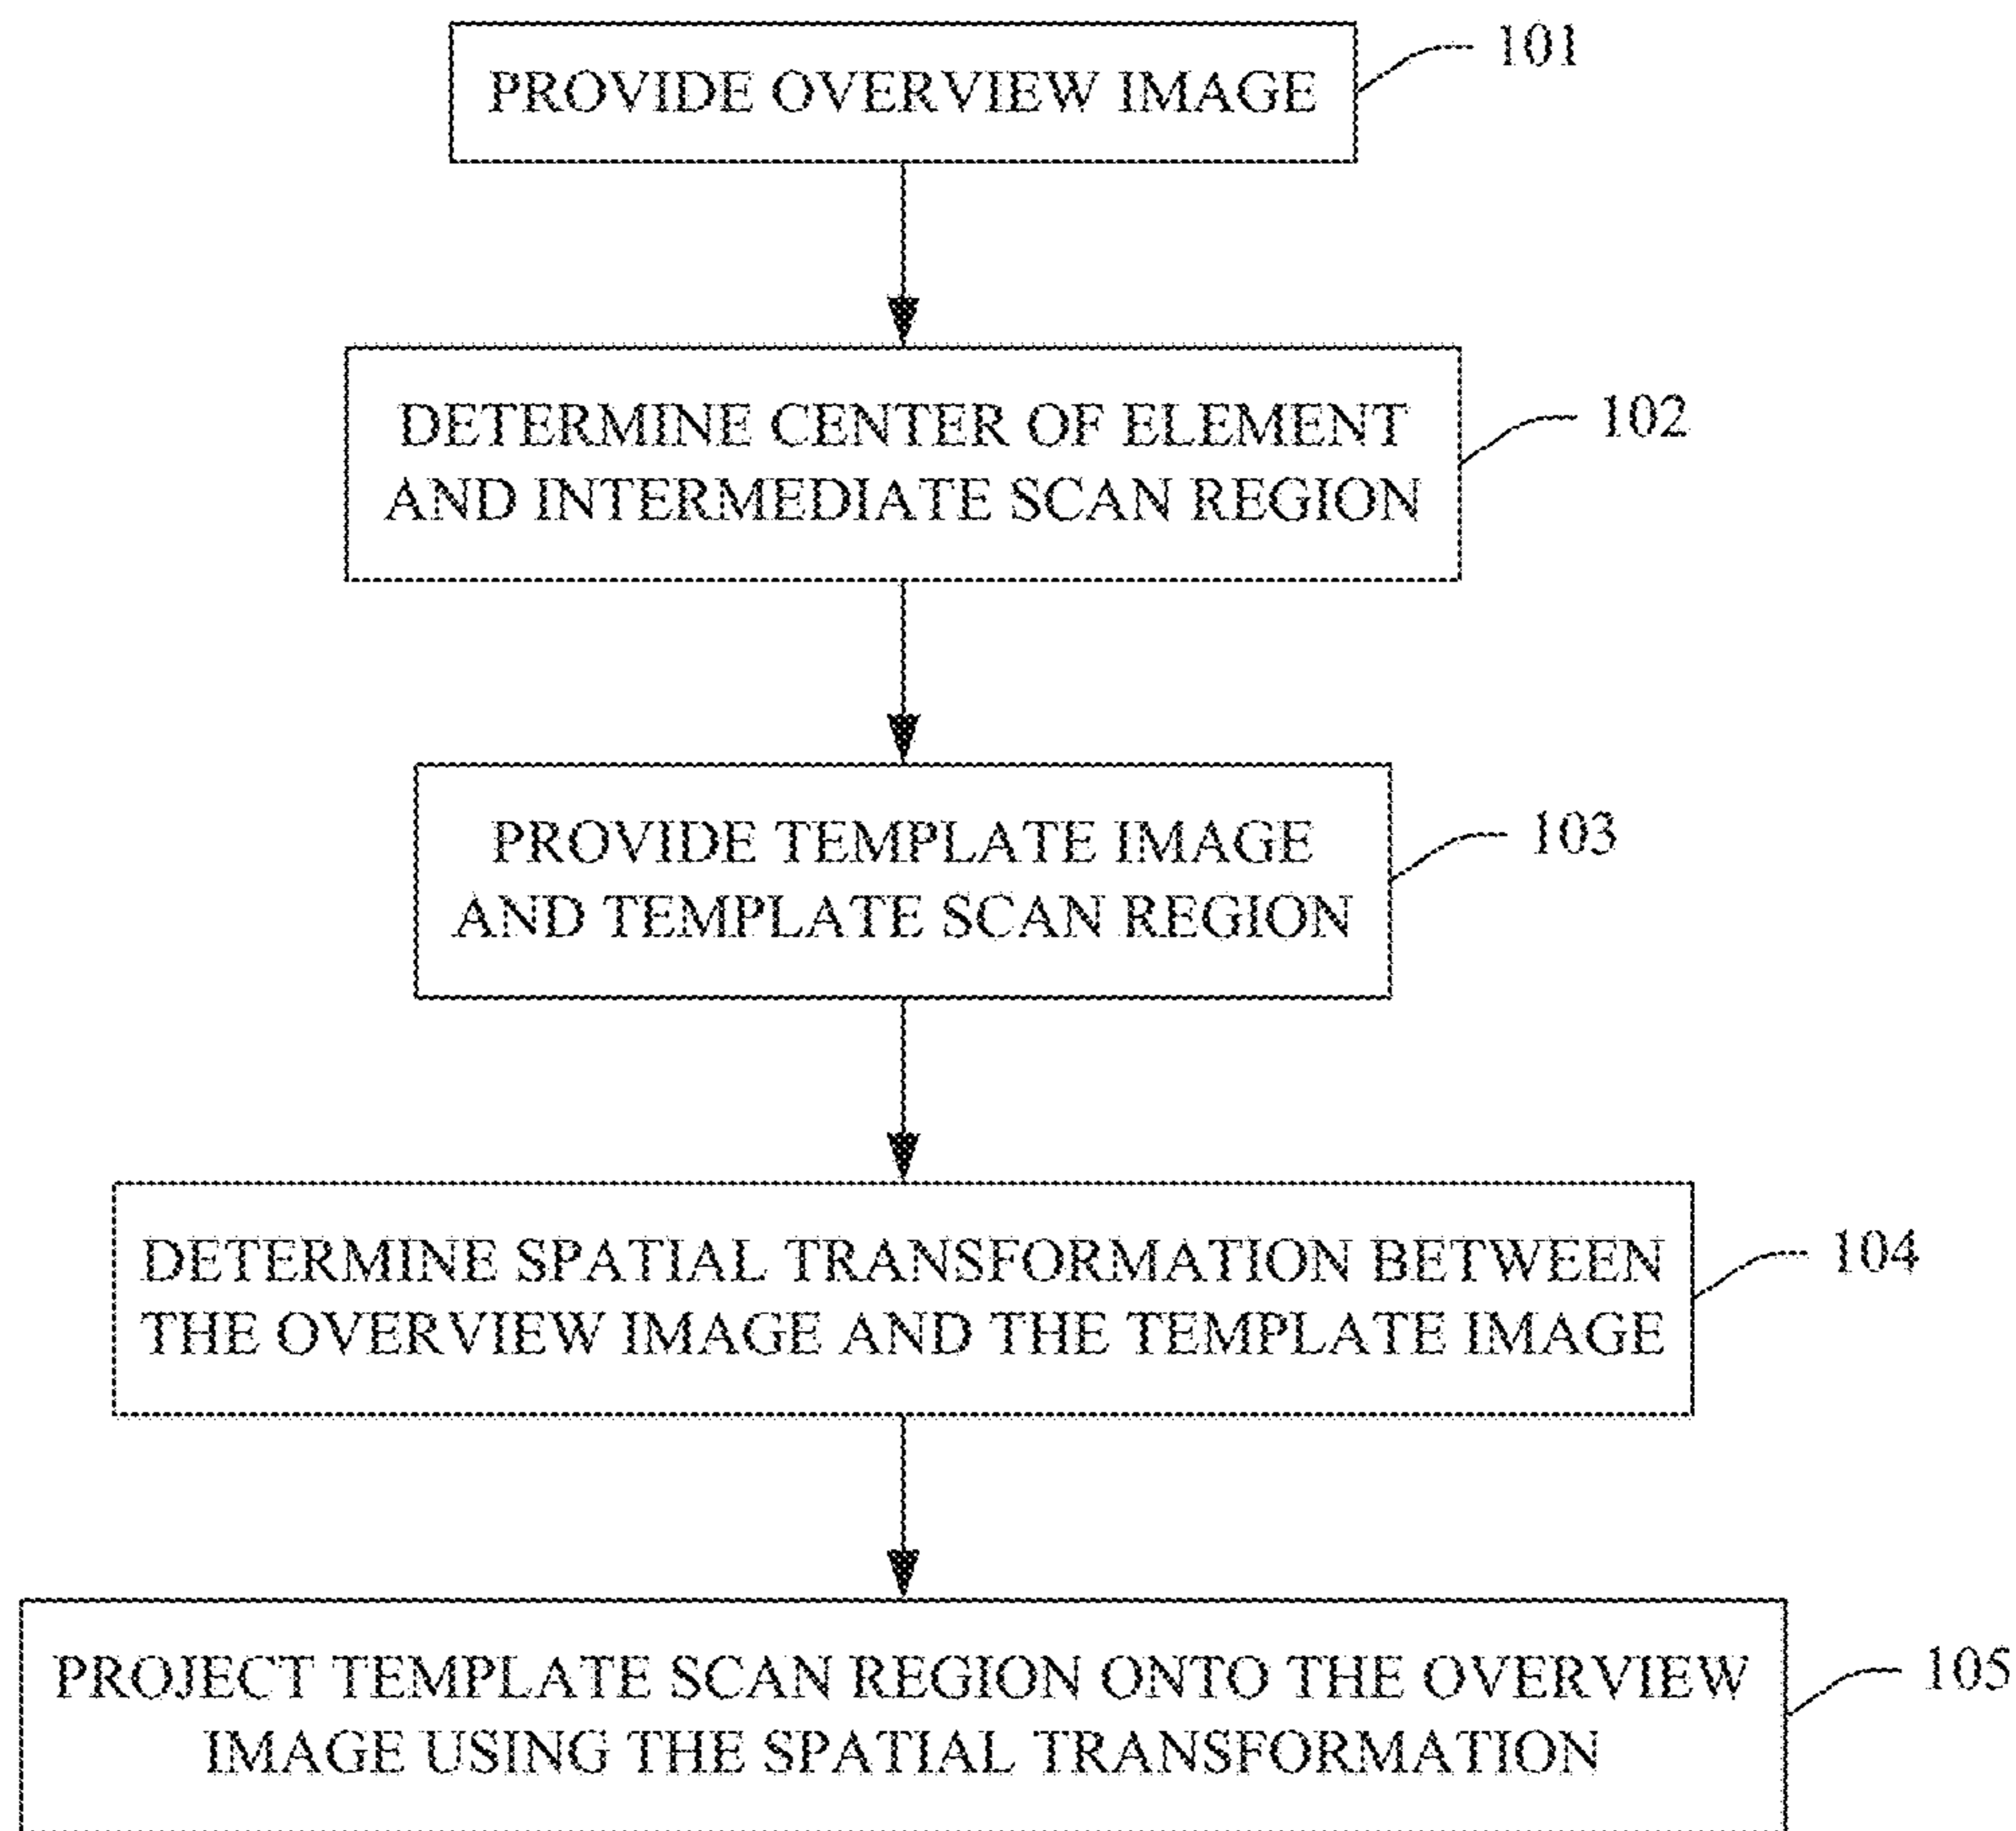 PROVIDE OVERVIEW IMAGE
101
DETERMINE CENTER OF ELEMENT
AND INTERMEDIATE SCAN REGION
102
PROVIDE TEMPLATE IMAGE
AND TEMPLATE SCAN REGION
103
DETERMINE SPATIAL TRANSFORMATION BETWEEN
THE OVERVIEW IMAGE AND THE TEMPLATE IMAGE
104
PROJECT TEMPLATE SCAN REGION ONTO THE OVERVIEW
IMAGE USING THE SPATIAL TRANSFORMATION
105